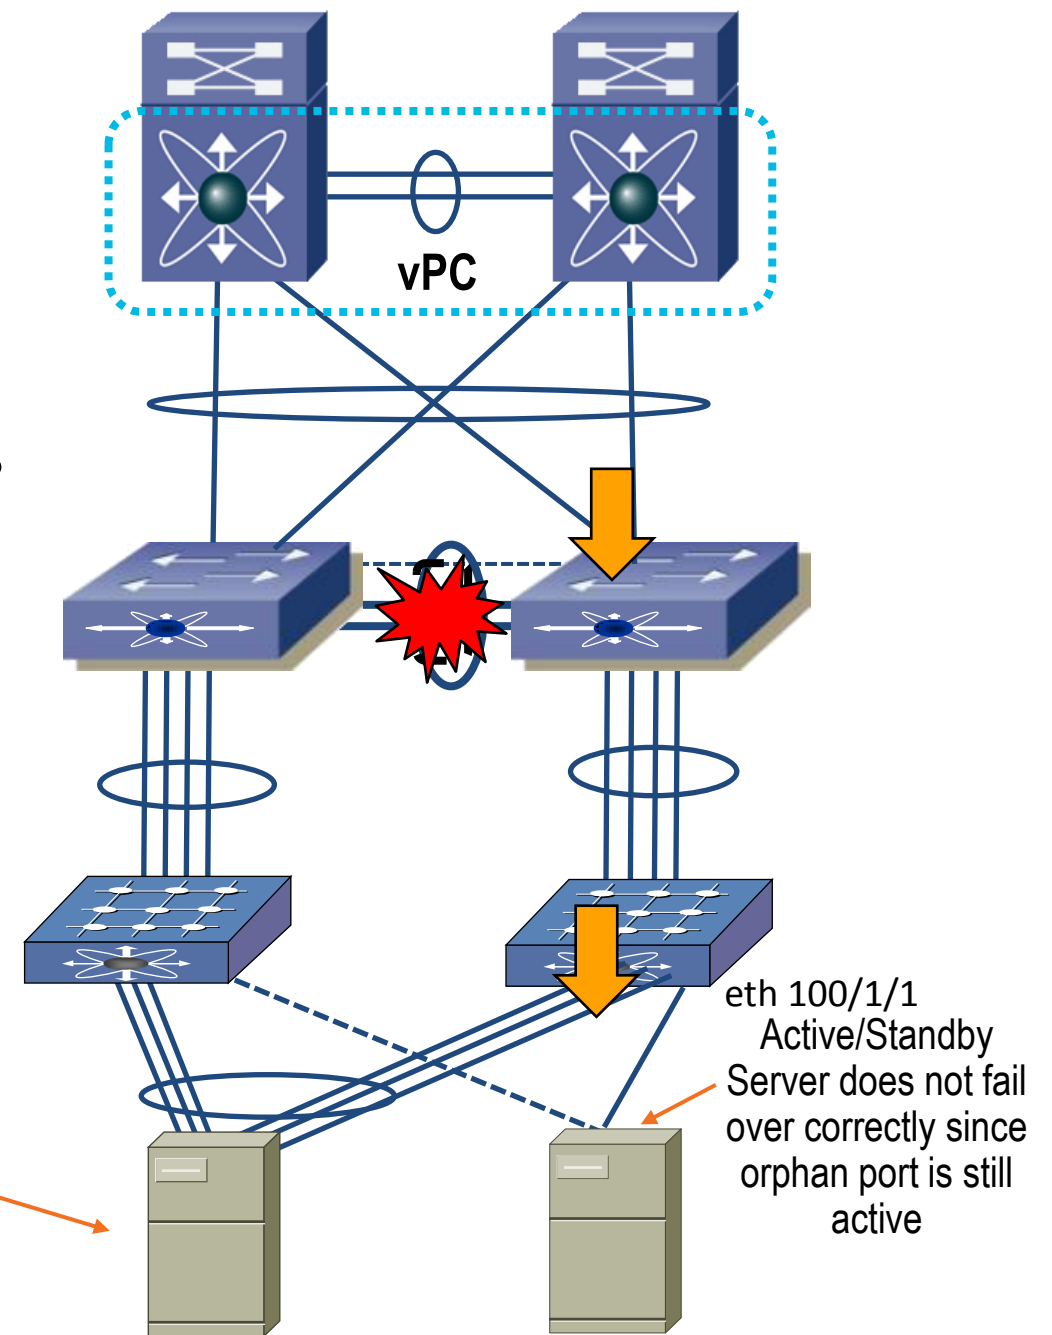 vPC
eth 100/1/1
Active/Standby
Server does not fail
over correctly since
orphan port is still
active